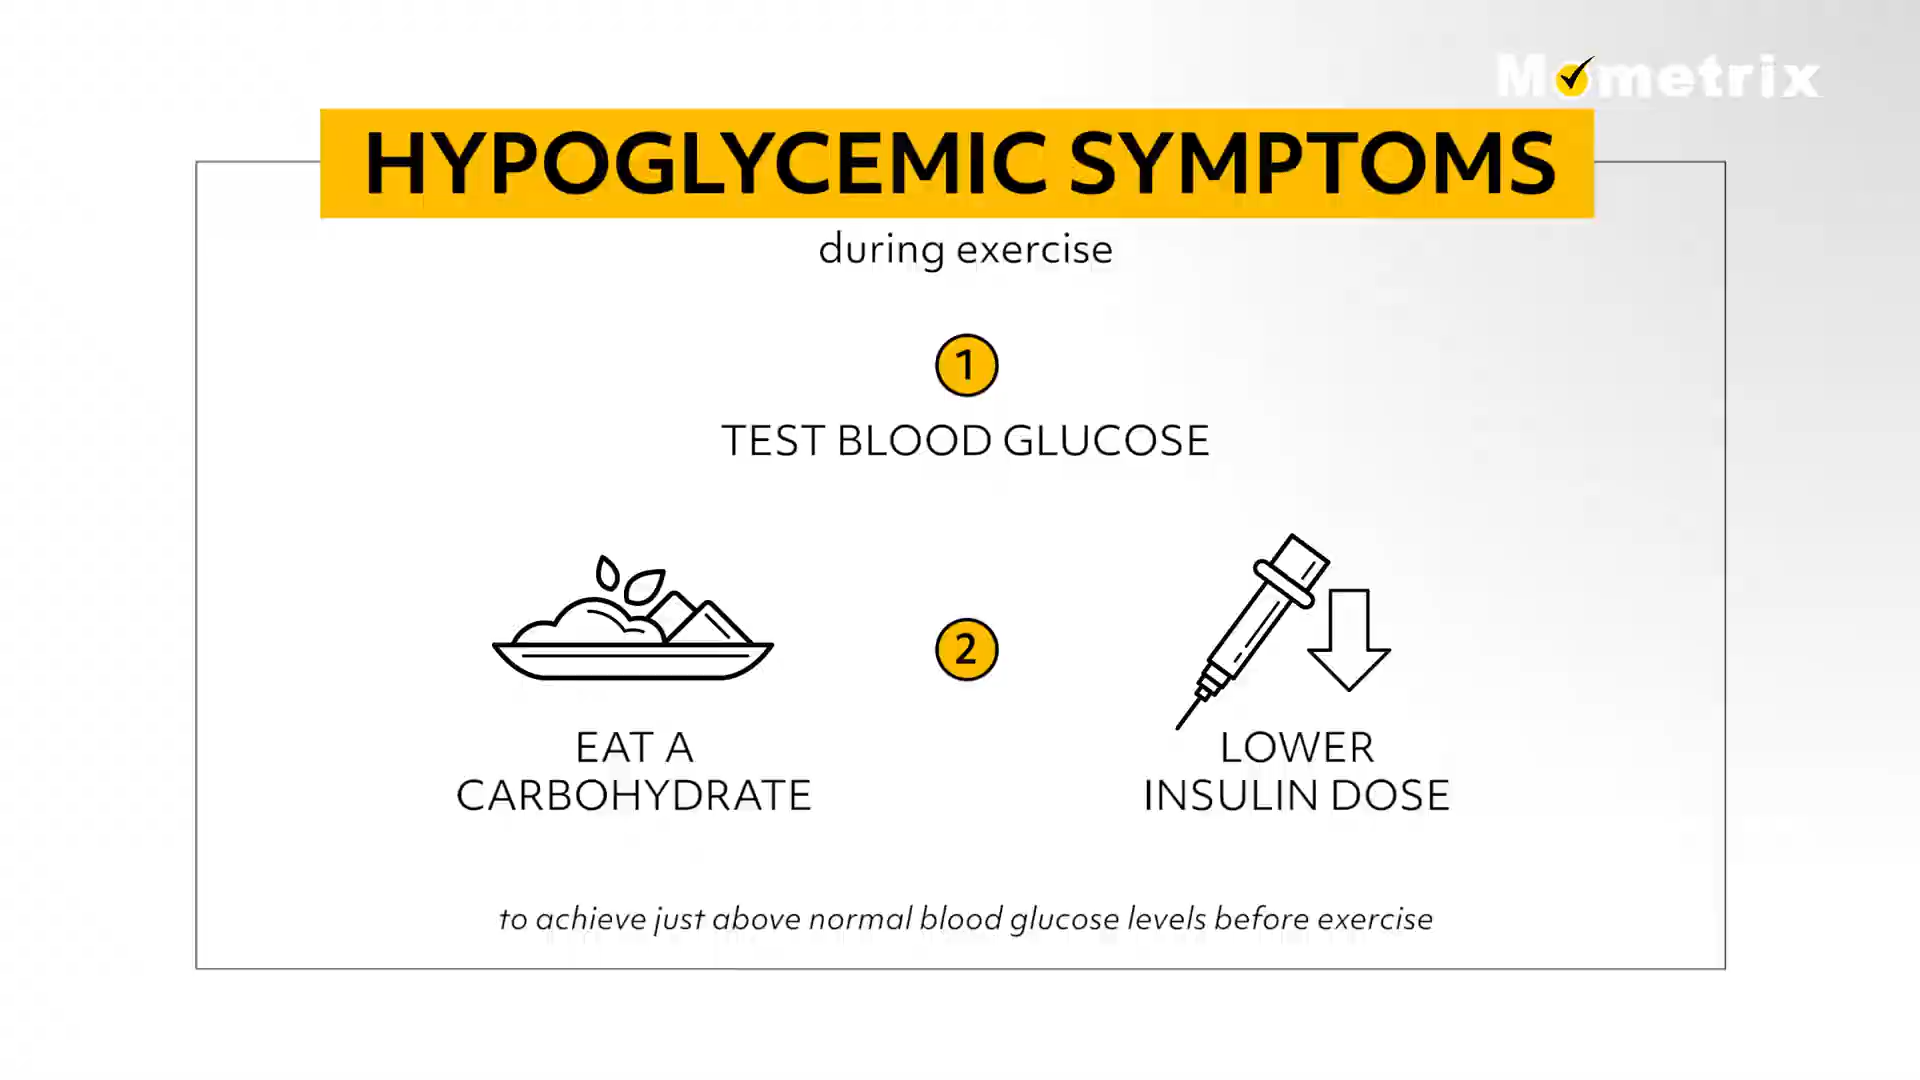 Mometrix
HYPOGLYCEMIC SYMPTOMS
during exercise
1
TEST BLOOD GLUCOSE
2
EAT A
CARBOHYDRATE
LOWER
INSULIN DOSE
to achieve just above normal blood glucose levels before exercise